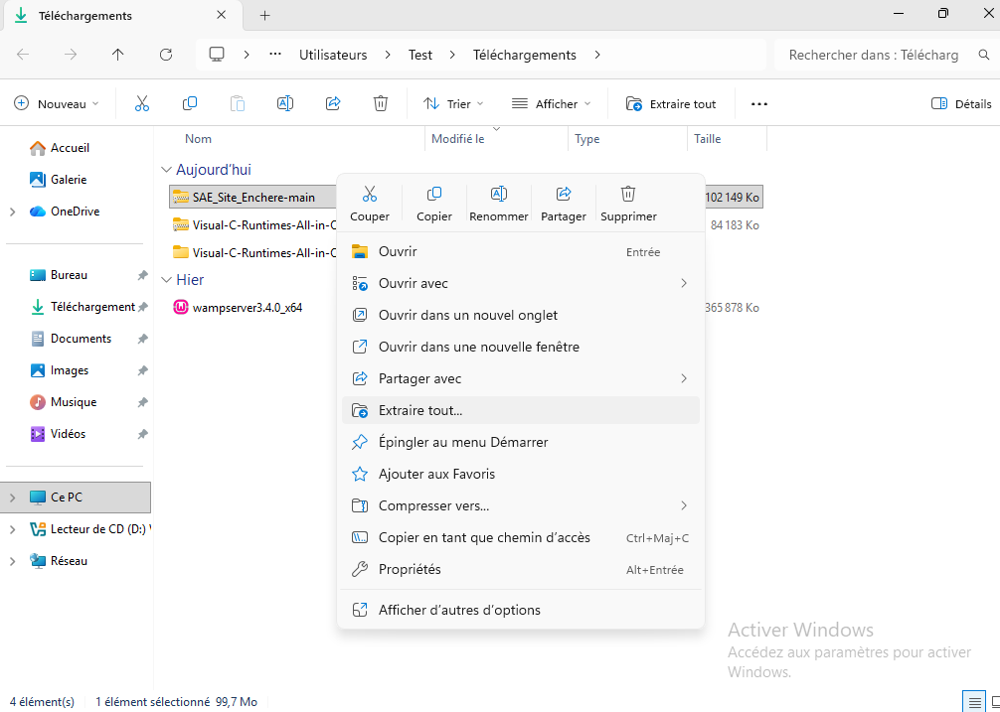 Téléchargements
Utilisateurs Test Téléchargements
Rechercher dans : Télécharg
Nouveau Trier Afficher Extraire tout Détails
Nom Modifié le Type Taille
Accueil
Galerie
OneDrive
Bureau
Téléchargement
Documents
Images
Musique
Vidéos
Ce PC
Lecteur de CD (D:)
Réseau
Aujourd'hui
SAE_Site_Enchere-main 102 149 Ko
Visual-C-Runtimes-All-in-O 84 183 Ko
Visual-C-Runtimes-All-in-O
Hier
wampserver3.4.0_x64 365 878 Ko
Couper Copier Renommer Partager Supprimer
Ouvrir Entrée
Ouvrir avec
Ouvrir dans un nouvel onglet
Ouvrir dans une nouvelle fenêtre
Partager avec
Extraire tout...
Épingler au menu Démarrer
Ajouter aux Favoris
Compresser vers...
Copier en tant que chemin d'accès Ctrl+Maj+C
Propriétés Alt+Entrée
Afficher d'autres d'options
Activer Windows
Accédez aux paramètres pour activer
Windows.
4 élément(s) 1 élément sélectionné 99,7 Mo